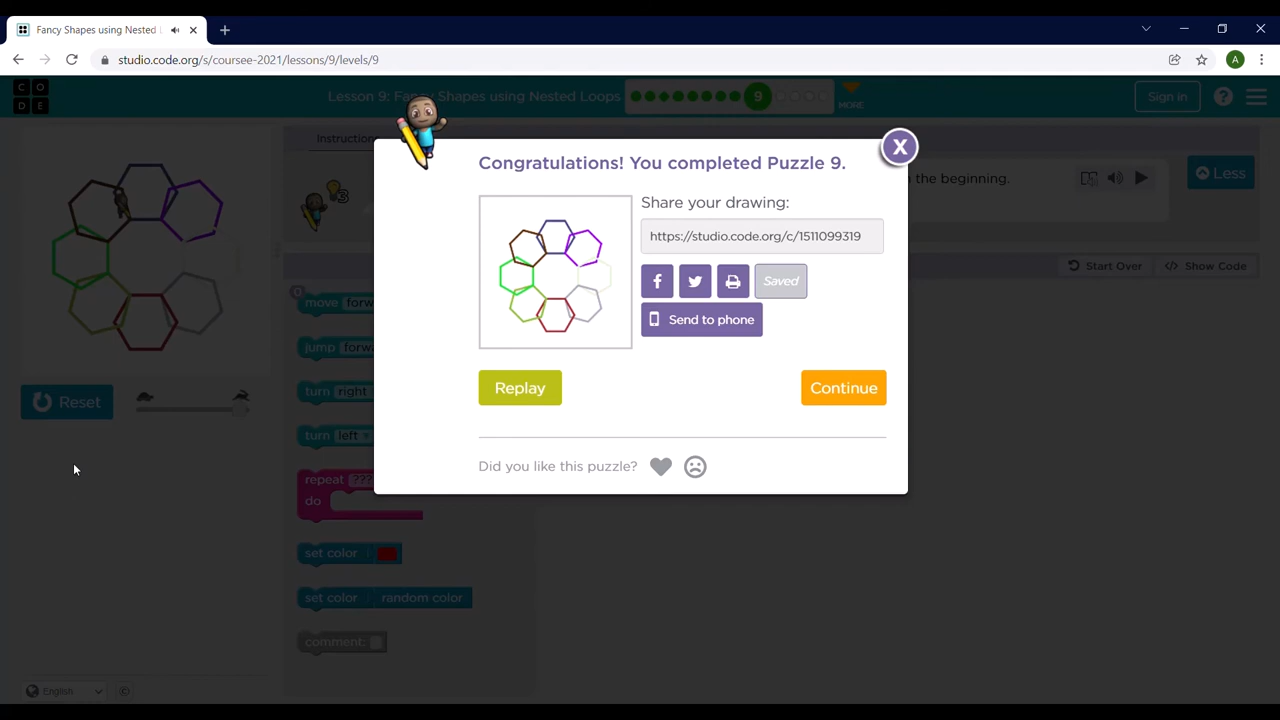 Fancy Shapes using Nested L
studio.code.org/s/coursee-2021/lessons/9/levels/9
A
C O
D E
Lesson 9: Fancy Shapes using Nested Loops
9
MORE
Sign in
?
Instruction
Congratulations! You completed Puzzle 9.
X
3
n the beginning.
Less
Share your drawing:
https://studio.code.org/c/1511099319
Saved
Send to phone
Start Over
Show Code
move forw
jump forw
turn right
turn left
repeat ???
do
set color
set color random color
comment:
Reset
Replay
Continue
Did you like this puzzle?
English